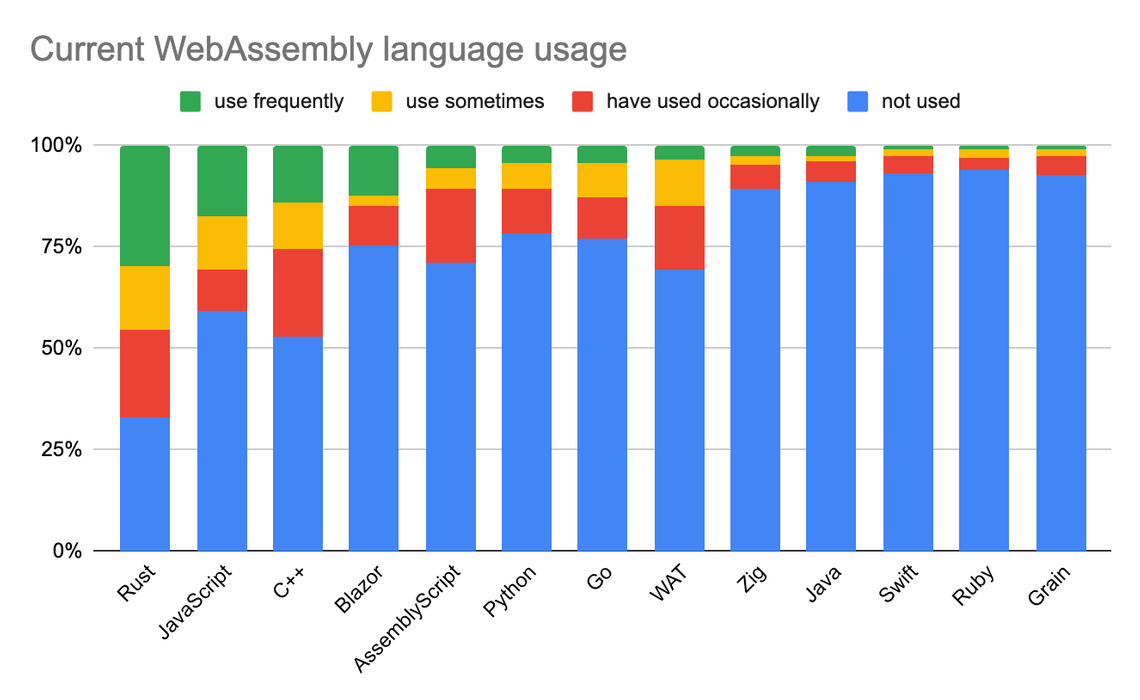 Current WebAssembly language usage
use frequently use sometimes have used occasionally not used
100%
75%
50%
25%
0%
Rust JavaScript C++ Blazor AssemblyScript Python Go WAT Zig Java Swift Ruby Grain